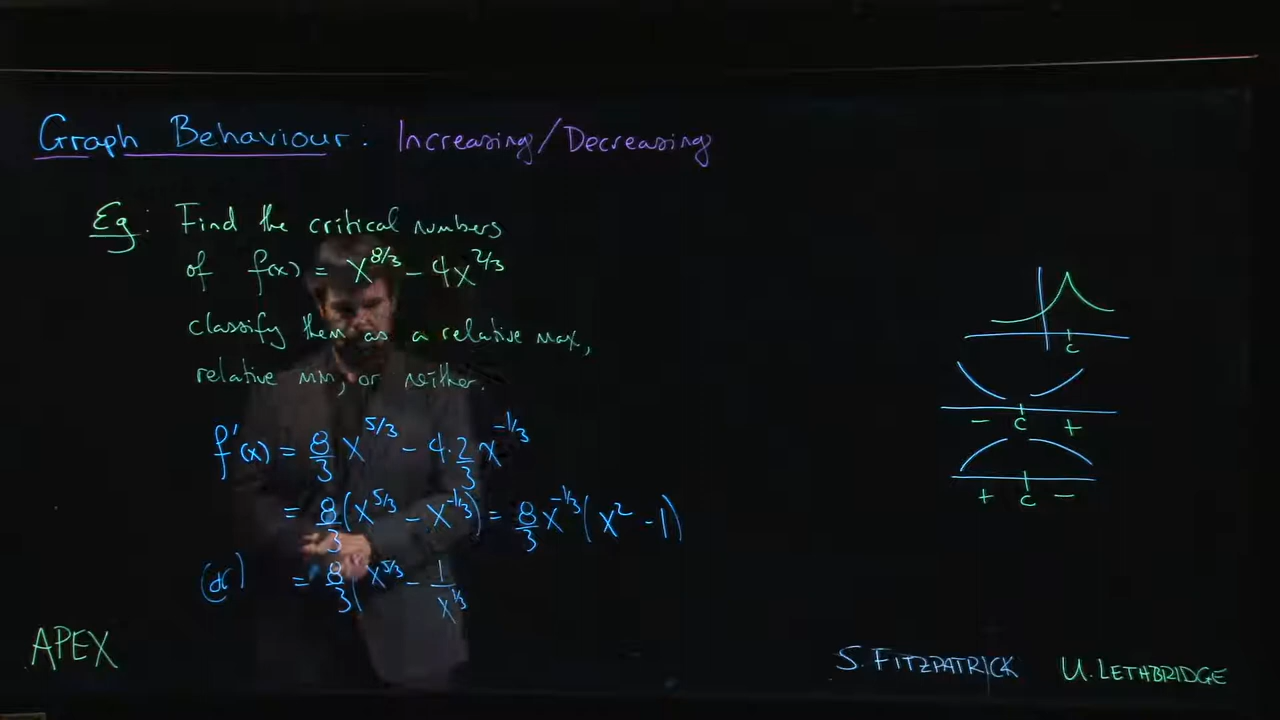 Graph Behaviour: Increasing/Decreasing
Eg: Find the critical numbers
of f(x) = x^{8/3} - 4x^{2/3}
classify them as a relative max,
relative min, or neither.
f'(x) = 8/3 x^{5/3} - 4·2/3 x^{-1/3}
= 8/3(x^{5/3} - x^{-1/3}) = 8/3 x^{-1/3}(x² - 1)
= 8/3(x^{5/3} - 1/x^{1/3}
c
- c +
+ c -
APEX
S. FITZPATRICK U. LETHBRIDGE